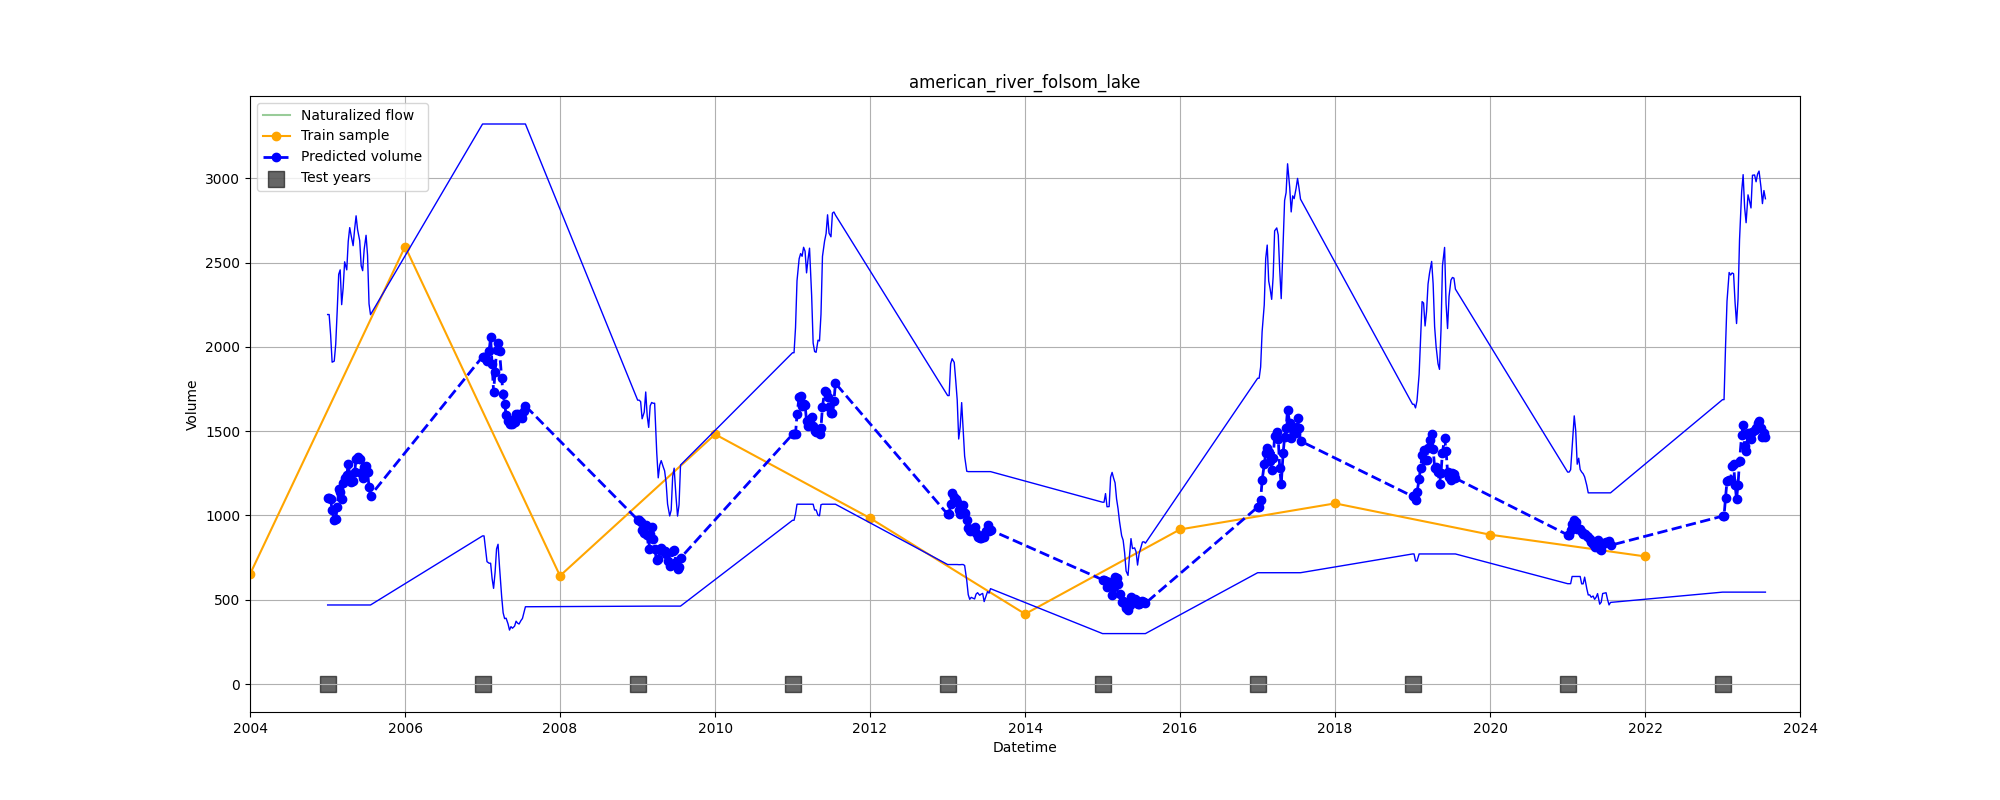 american_river_folsom_lake
Naturalized flow
Train sample
Predicted volume
Test years
3000
2500
2000
1500
1000
500
0
Volume
2004 2006 2008 2010 2012 2014 2016 2018 2020 2022 2024
Datetime